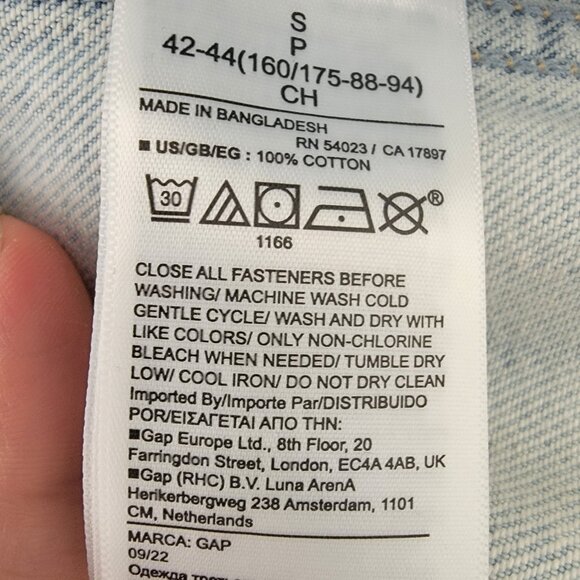 S
P
42-44(160/175-88-94)
CH
MADE IN BANGLADESH
RN 54023 / CA 17897
■ US/GB/EG : 100% COTTON
30
®
1166
CLOSE ALL FASTENERS BEFORE
WASHING/ MACHINE WASH COLD
GENTLE CYCLE/ WASH AND DRY WITH
LIKE COLORS/ ONLY NON-CHLORINE
BLEACH WHEN NEEDED/ TUMBLE DRY
LOW/ COOL IRON/ DO NOT DRY CLEAN
Imported By/Importe Par/DISTRIBUIDO
POR/ΕΙΣΑΓΕΤΑΙ ΑΠΟ ΤΗΝ:
■Gap Europe Ltd., 8th Floor, 20
Farringdon Street, London, EC4A 4AB, UK
■Gap (RHC) B.V. Luna ArenA
Herikerbergweg 238 Amsterdam, 1101
CM, Netherlands
MARCA: GAP
09/22
Одежда